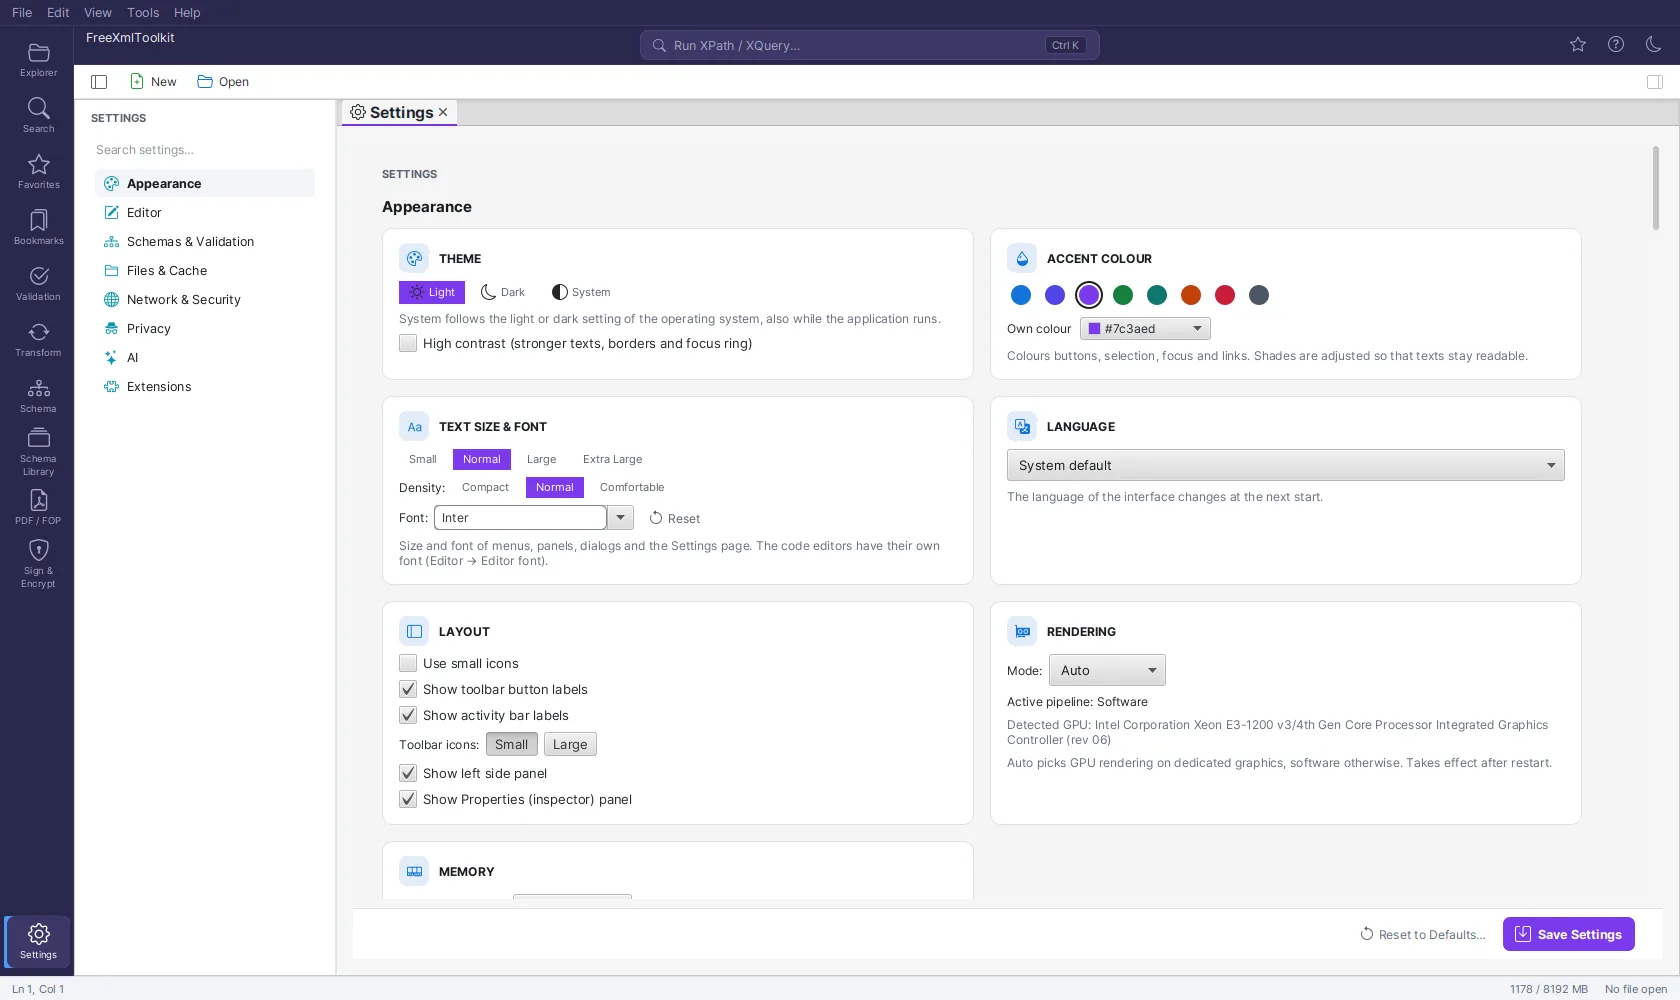 File Edit View Tools Help
FreeXmlToolkit
Run XPath / XQuery...
Ctrl K
New
Open
Explorer
Search
Favorites
Bookmarks
Validation
Transform
Schema
Schema
Library
PDF / FOP
Sign &
Encrypt
Settings
SETTINGS
Search settings...
Appearance
Editor
Schemas & Validation
Files & Cache
Network & Security
Privacy
AI
Extensions
Settings
SETTINGS
Appearance
THEME
Light Dark System
System follows the light or dark setting of the operating system, also while the application runs.
High contrast (stronger texts, borders and focus ring)
ACCENT COLOUR
Own colour #7c3aed
Colours buttons, selection, focus and links. Shades are adjusted so that texts stay readable.
Aa TEXT SIZE & FONT
Small Normal Large Extra Large
Density: Compact Normal Comfortable
Font: Inter Reset
Size and font of menus, panels, dialogs and the Settings page. The code editors have their own
font (Editor → Editor font).
LANGUAGE
System default
The language of the interface changes at the next start.
LAYOUT
Use small icons
Show toolbar button labels
Show activity bar labels
Toolbar icons: Small Large
Show left side panel
Show Properties (inspector) panel
RENDERING
Mode: Auto
Active pipeline: Software
Detected GPU: Intel Corporation Xeon E3-1200 v3/4th Gen Core Processor Integrated Graphics
Controller (rev 06)
Auto picks GPU rendering on dedicated graphics, software otherwise. Takes effect after restart.
MEMORY
Reset to Defaults...
Save Settings
Ln 1, Col 1
1178 / 8192 MB
No file open